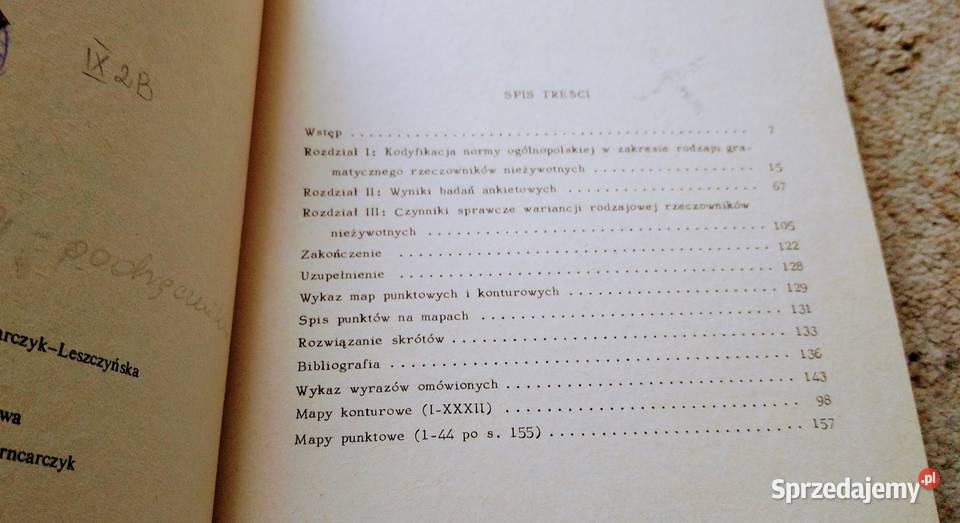 IX 2B
podręcznik
arczyk-Leszczyńska
wa
rncarczyk
SPIS TREŚCI
Wstęp . . . . . . . . . . . . . . . . . . . . . . . . . . . . . . 7
Rozdział I: Kodyfikacja normy ogólnopolskiej w zakresie rodzaju gra-
matycznego rzeczowników nieżywotnych . . . . . . . . . . . . . . 15
Rozdział II: Wyniki badań ankietowych . . . . . . . . . . . . . . . 67
Rozdział III: Czynniki sprawcze wariancji rodzajowej rzeczowników
nieżywotnych . . . . . . . . . . . . . . . . . . . . . . . . . . 105
Zakończenie . . . . . . . . . . . . . . . . . . . . . . . . . . . 122
Uzupełnienie . . . . . . . . . . . . . . . . . . . . . . . . . . . 128
Wykaz map punktowych i konturowych . . . . . . . . . . . . . . . . 129
Spis punktów na mapach . . . . . . . . . . . . . . . . . . . . . . 131
Rozwiązanie skrótów . . . . . . . . . . . . . . . . . . . . . . . . 133
Bibliografia . . . . . . . . . . . . . . . . . . . . . . . . . . . 136
Wykaz wyrazów omówionych . . . . . . . . . . . . . . . . . . . . . 143
Mapy konturowe (I-XXXII) . . . . . . . . . . . . . . . . . . . . . 98
Mapy punktowe (1-44 po s. 155) . . . . . . . . . . . . . . . . . . 157
Sprzedajemy.pl